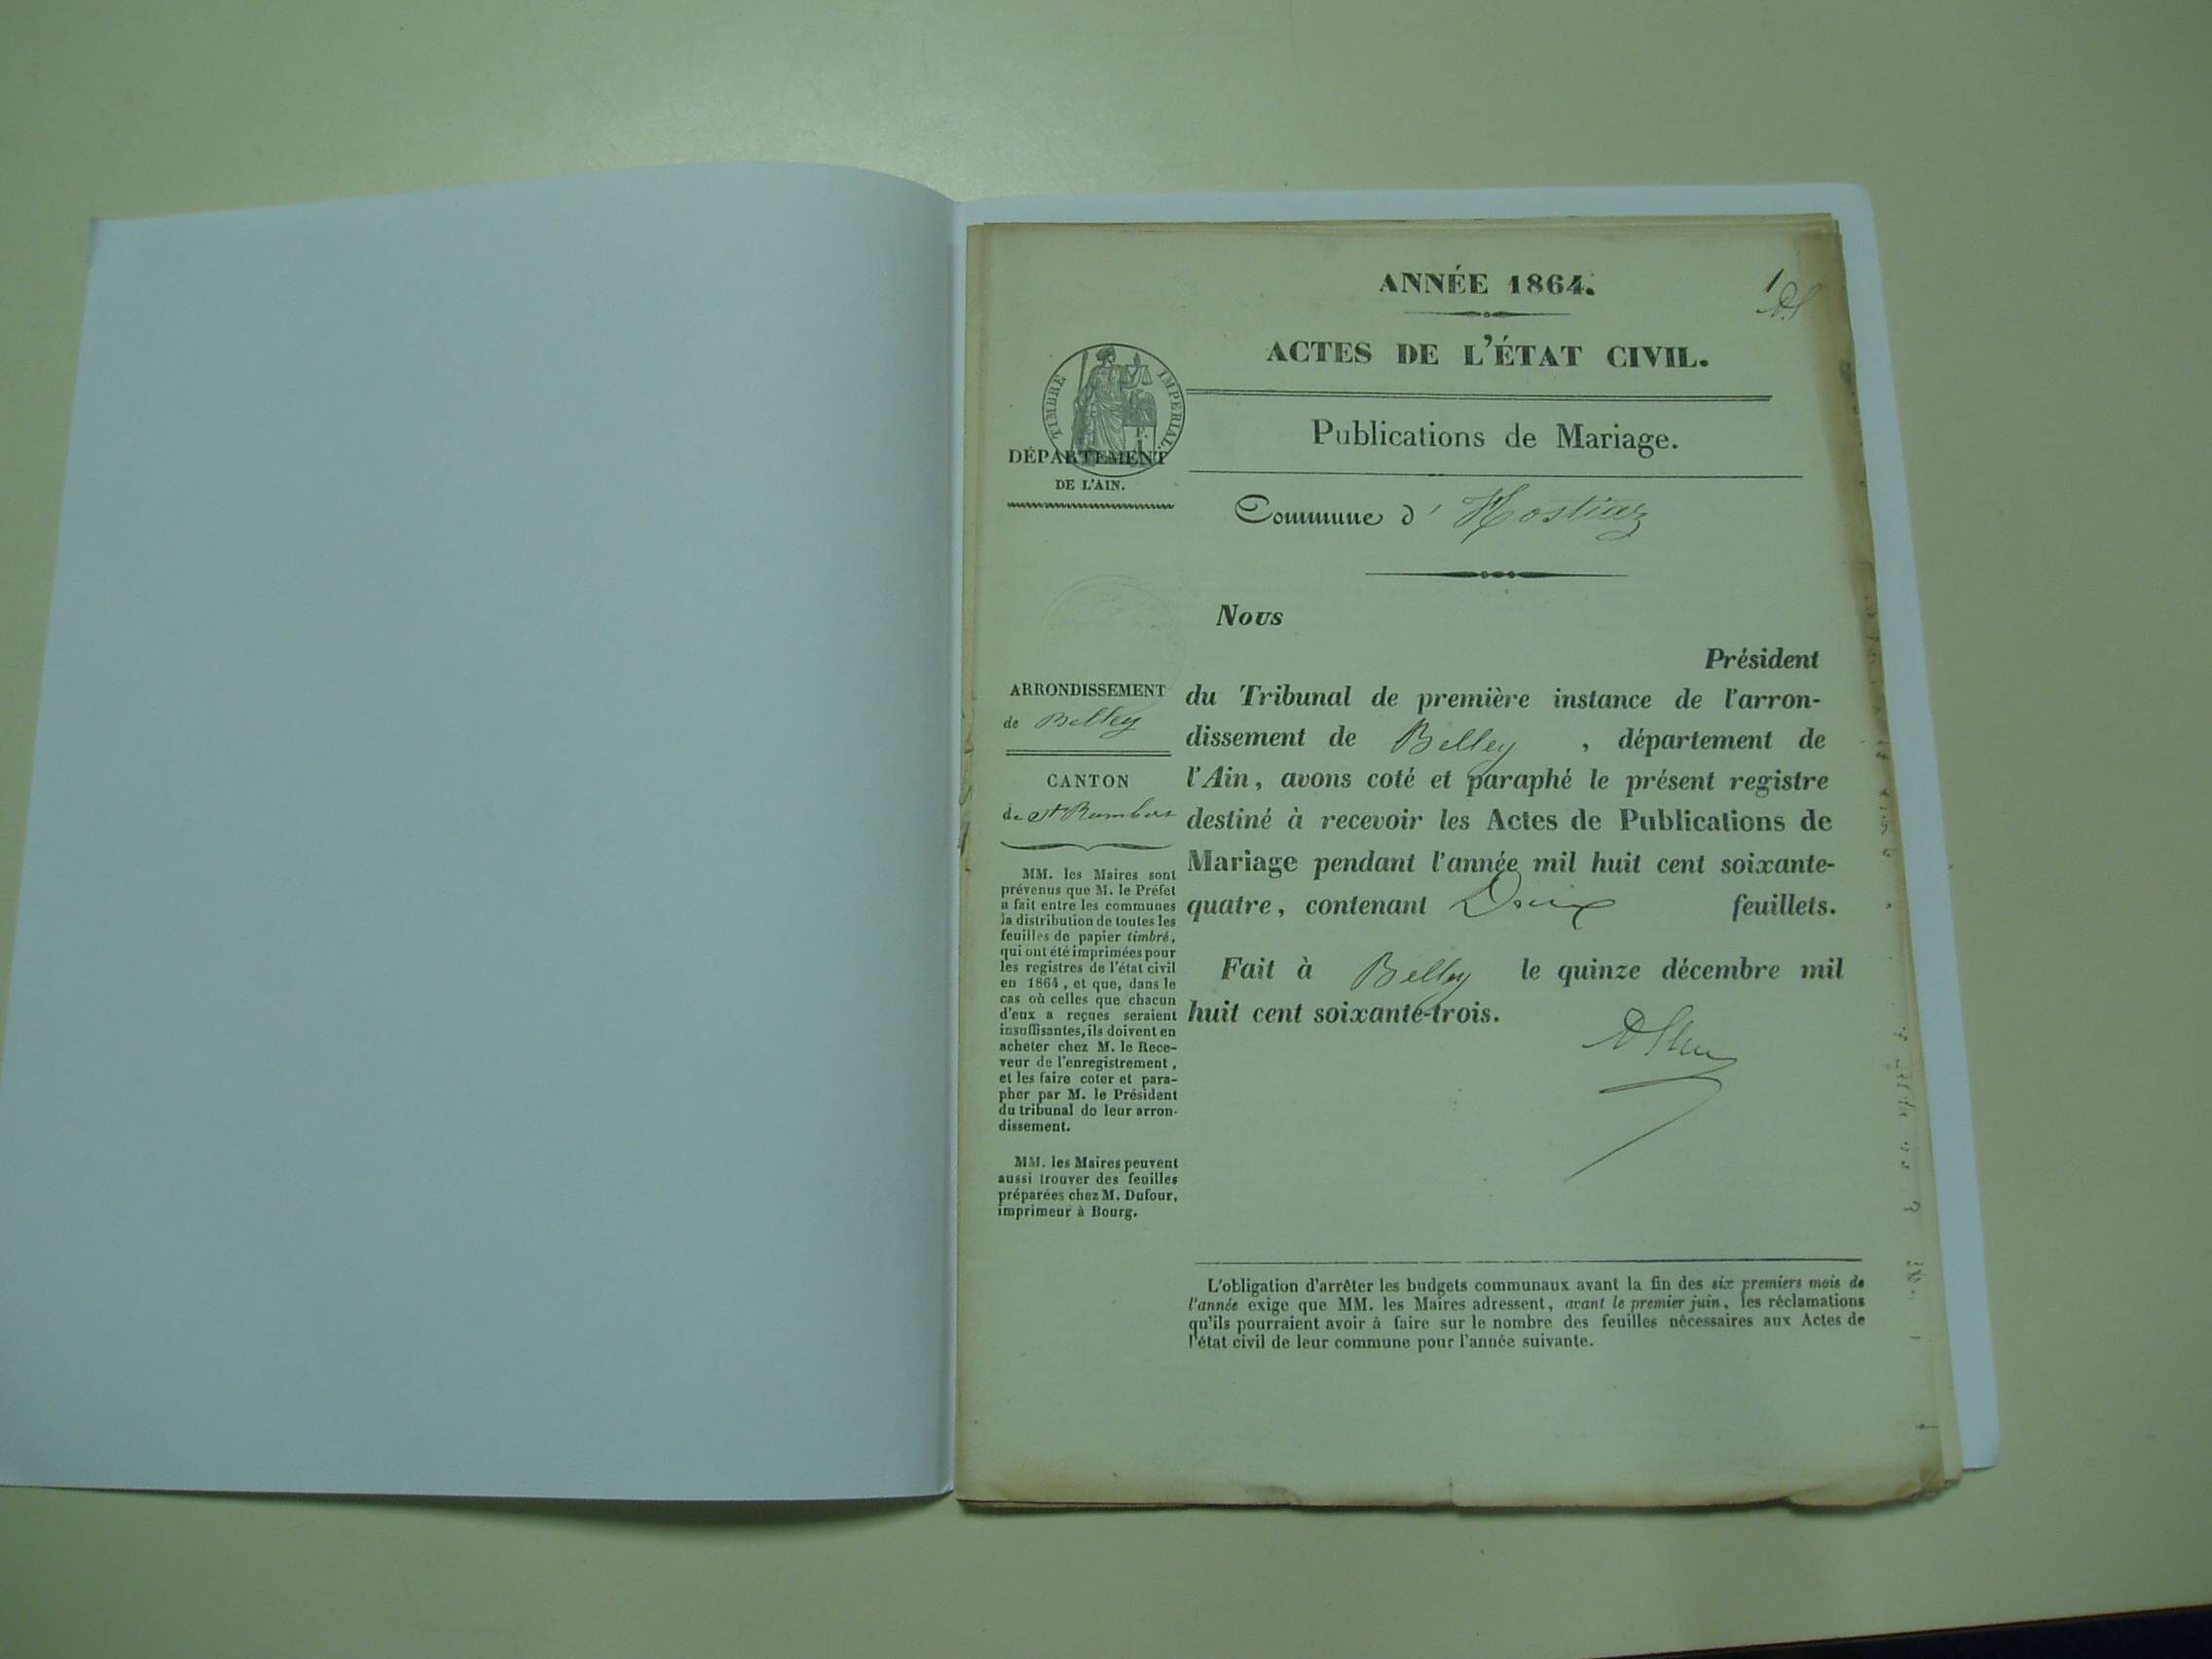 ANNÉE 1864.
1
ACTES DE L'ÉTAT CIVIL.
TIMBRE IMPERIAL.
Publications de Mariage.
DÉPARTEMENT
DE L'AIN.
Commune d'Hostiaz
Nous
Président
du Tribunal de première instance de l'arron-
dissement de Belley, département de
l'Ain, avons coté et paraphé le présent registre
destiné à recevoir les Actes de Publications de
Mariage pendant l'année mil huit cent soixante-
quatre, contenant Deux feuillets.
Fait à Belley le quinze décembre mil
huit cent soixante-trois.
ARRONDISSEMENT
de Belley
CANTON
de St Rambert
MM. les Maires sont
prévenus que M. le Préfet
a fait entre les communes
la distribution de toutes les
feuilles de papier timbré,
qui ont été imprimées pour
les registres de l'état civil
en 1864, et que, dans le
cas où celles que chacun
d'eux a reçues seraient
insuffisantes, ils doivent en
acheter chez M. le Rece-
veur de l'enregistrement,
et les faire coter et para-
pher par M. le Président
du tribunal de leur arron-
dissement.
MM. les Maires peuvent
aussi trouver des feuilles
préparées chez M. Dufour,
imprimeur à Bourg.
L'obligation d'arrêter les budgets communaux avant la fin des six premiers mois de
l'année exige que MM. les Maires adressent, avant le premier juin, les réclamations
qu'ils pourraient avoir à faire sur le nombre des feuilles nécessaires aux Actes de
l'état civil de leur commune pour l'année suivante.